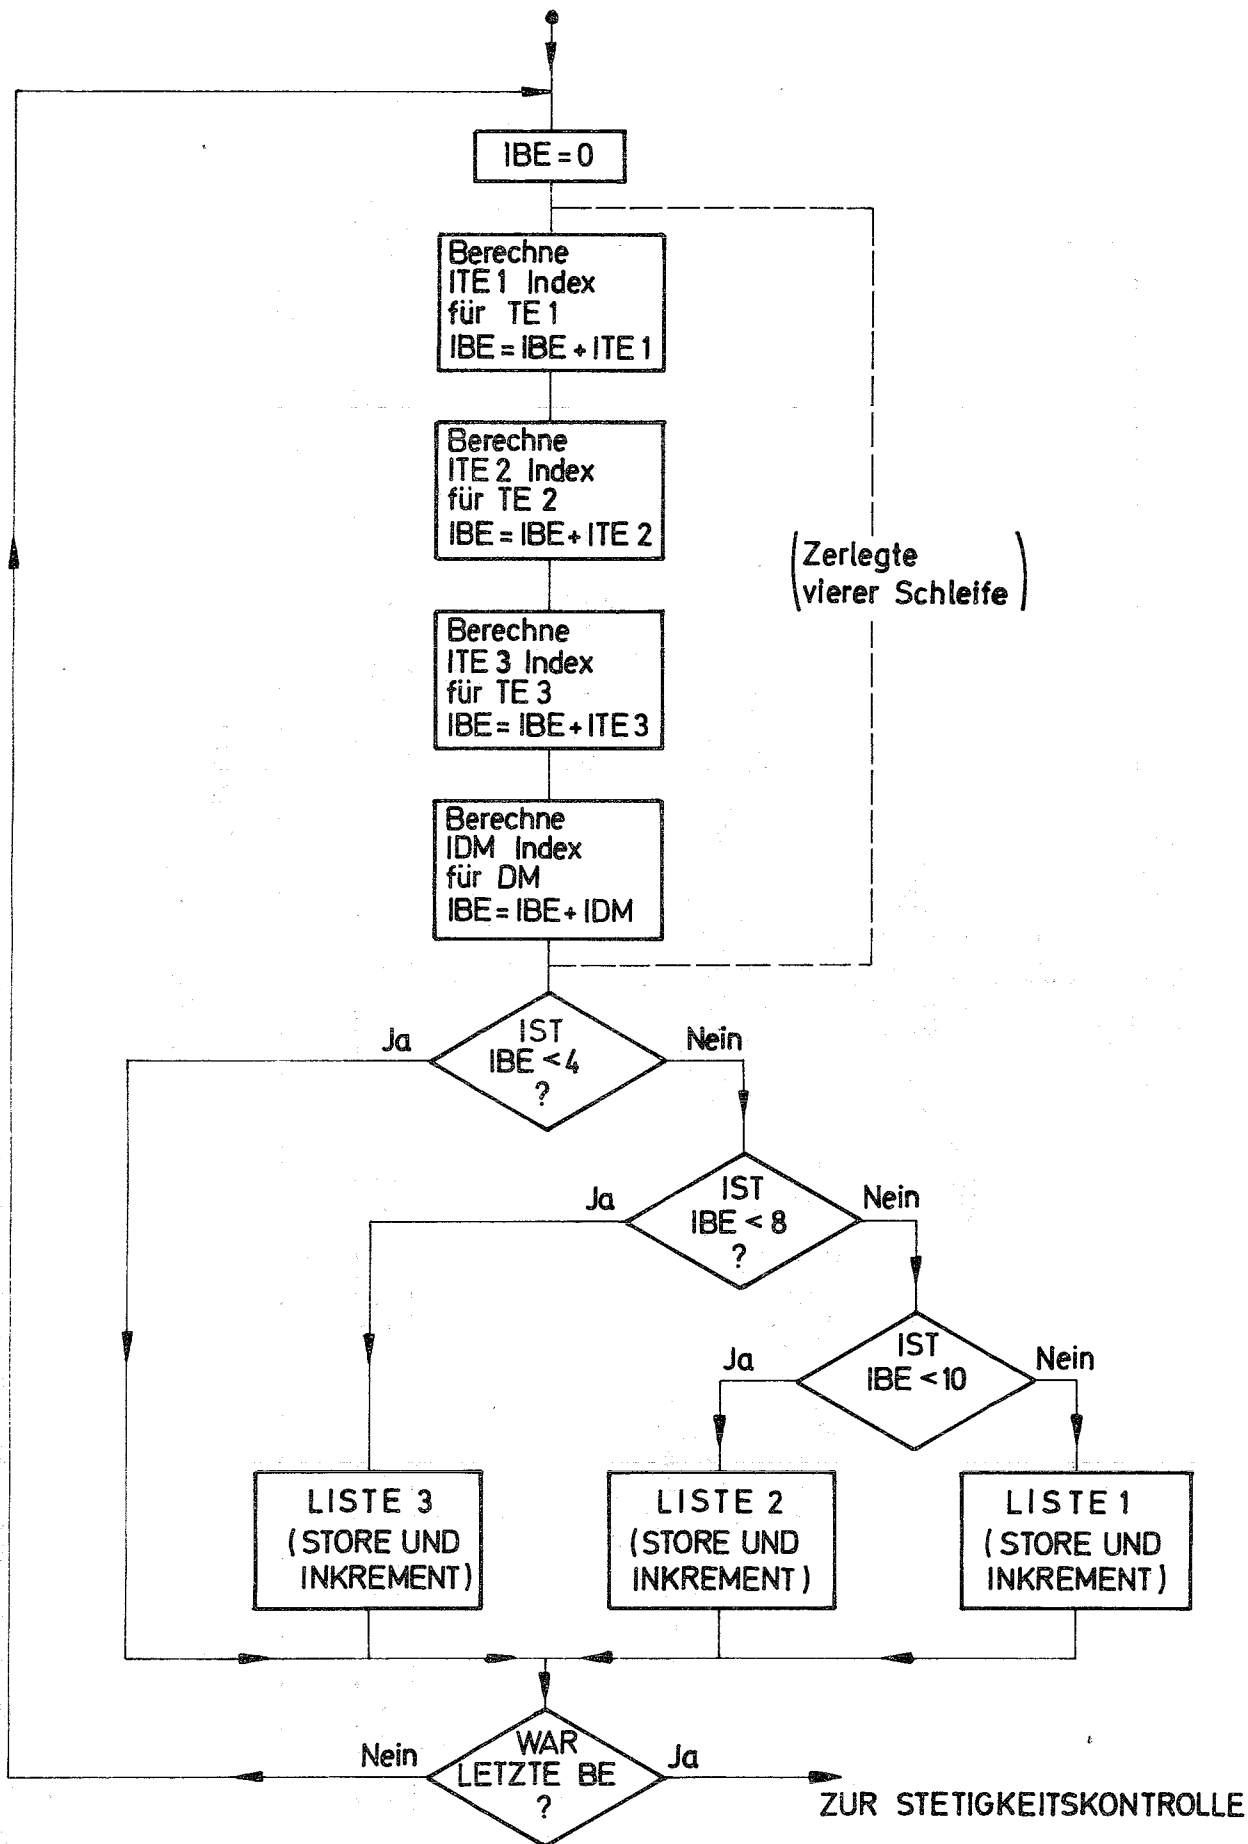 IBE = 0
Berechne
ITE 1 Index
für TE 1
IBE = IBE + ITE 1
Berechne
ITE 2 Index
für TE 2
IBE = IBE + ITE 2
(Zerlegte
vierer Schleife)
Berechne
ITE 3 Index
für TE 3
IBE = IBE + ITE 3
Berechne
IDM Index
für DM
IBE = IBE + IDM
Ja
IST
IBE < 4
?
Nein
Ja
IST
IBE < 8
?
Nein
Ja
IST
IBE < 10
Nein
LISTE 3
(STORE UND
INKREMENT)
LISTE 2
(STORE UND
INKREMENT)
LISTE 1
(STORE UND
INKREMENT)
Nein
WAR
LETZTE BE
?
Ja
ZUR STETIGKEITSKONTROLLE